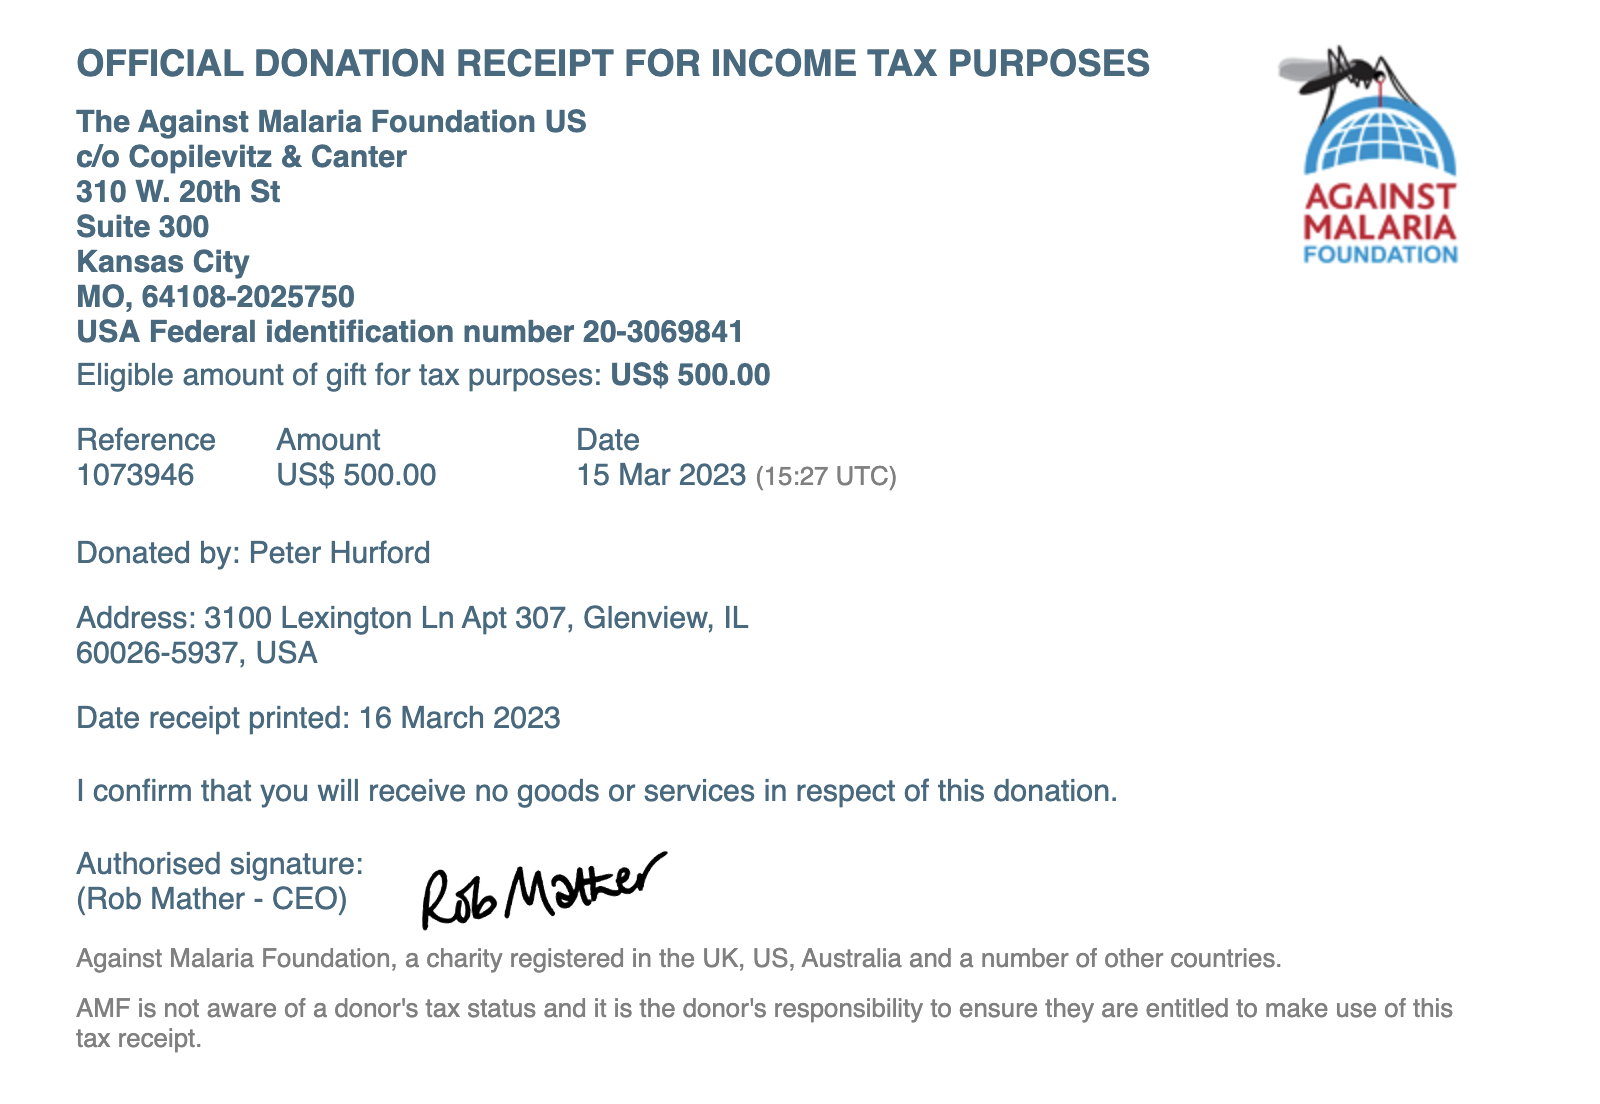 OFFICIAL DONATION RECEIPT FOR INCOME TAX PURPOSES
The Against Malaria Foundation US
c/o Copilevitz & Canter
310 W. 20th St
Suite 300
Kansas City
MO, 64108-2025750
USA Federal identification number 20-3069841
Eligible amount of gift for tax purposes: US$ 500.00
AGAINST
MALARIA
FOUNDATION
Reference Amount Date
1073946 US$ 500.00 15 Mar 2023 (15:27 UTC)
Donated by: Peter Hurford
Address: 3100 Lexington Ln Apt 307, Glenview, IL
60026-5937, USA
Date receipt printed: 16 March 2023
I confirm that you will receive no goods or services in respect of this donation.
Authorised signature:
(Rob Mather - CEO)
Rob Mather
Against Malaria Foundation, a charity registered in the UK, US, Australia and a number of other countries.
AMF is not aware of a donor's tax status and it is the donor's responsibility to ensure they are entitled to make use of this
tax receipt.